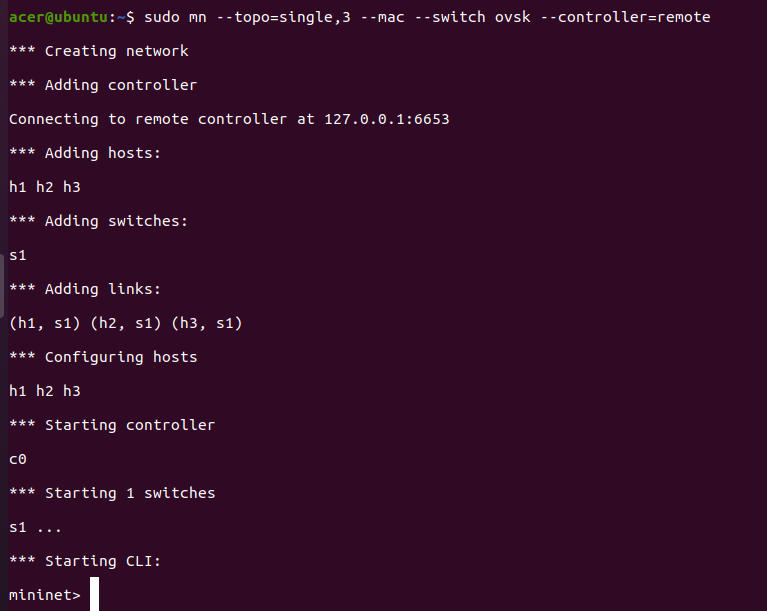 acer@ubuntu:~$ sudo mn --topo=single,3 --mac --switch ovsk --controller=remote
*** Creating network
*** Adding controller
Connecting to remote controller at 127.0.0.1:6653
*** Adding hosts:
h1 h2 h3
*** Adding switches:
s1
*** Adding links:
(h1, s1) (h2, s1) (h3, s1)
*** Configuring hosts
h1 h2 h3
*** Starting controller
c0
*** Starting 1 switches
s1 ...
*** Starting CLI:
mininet>